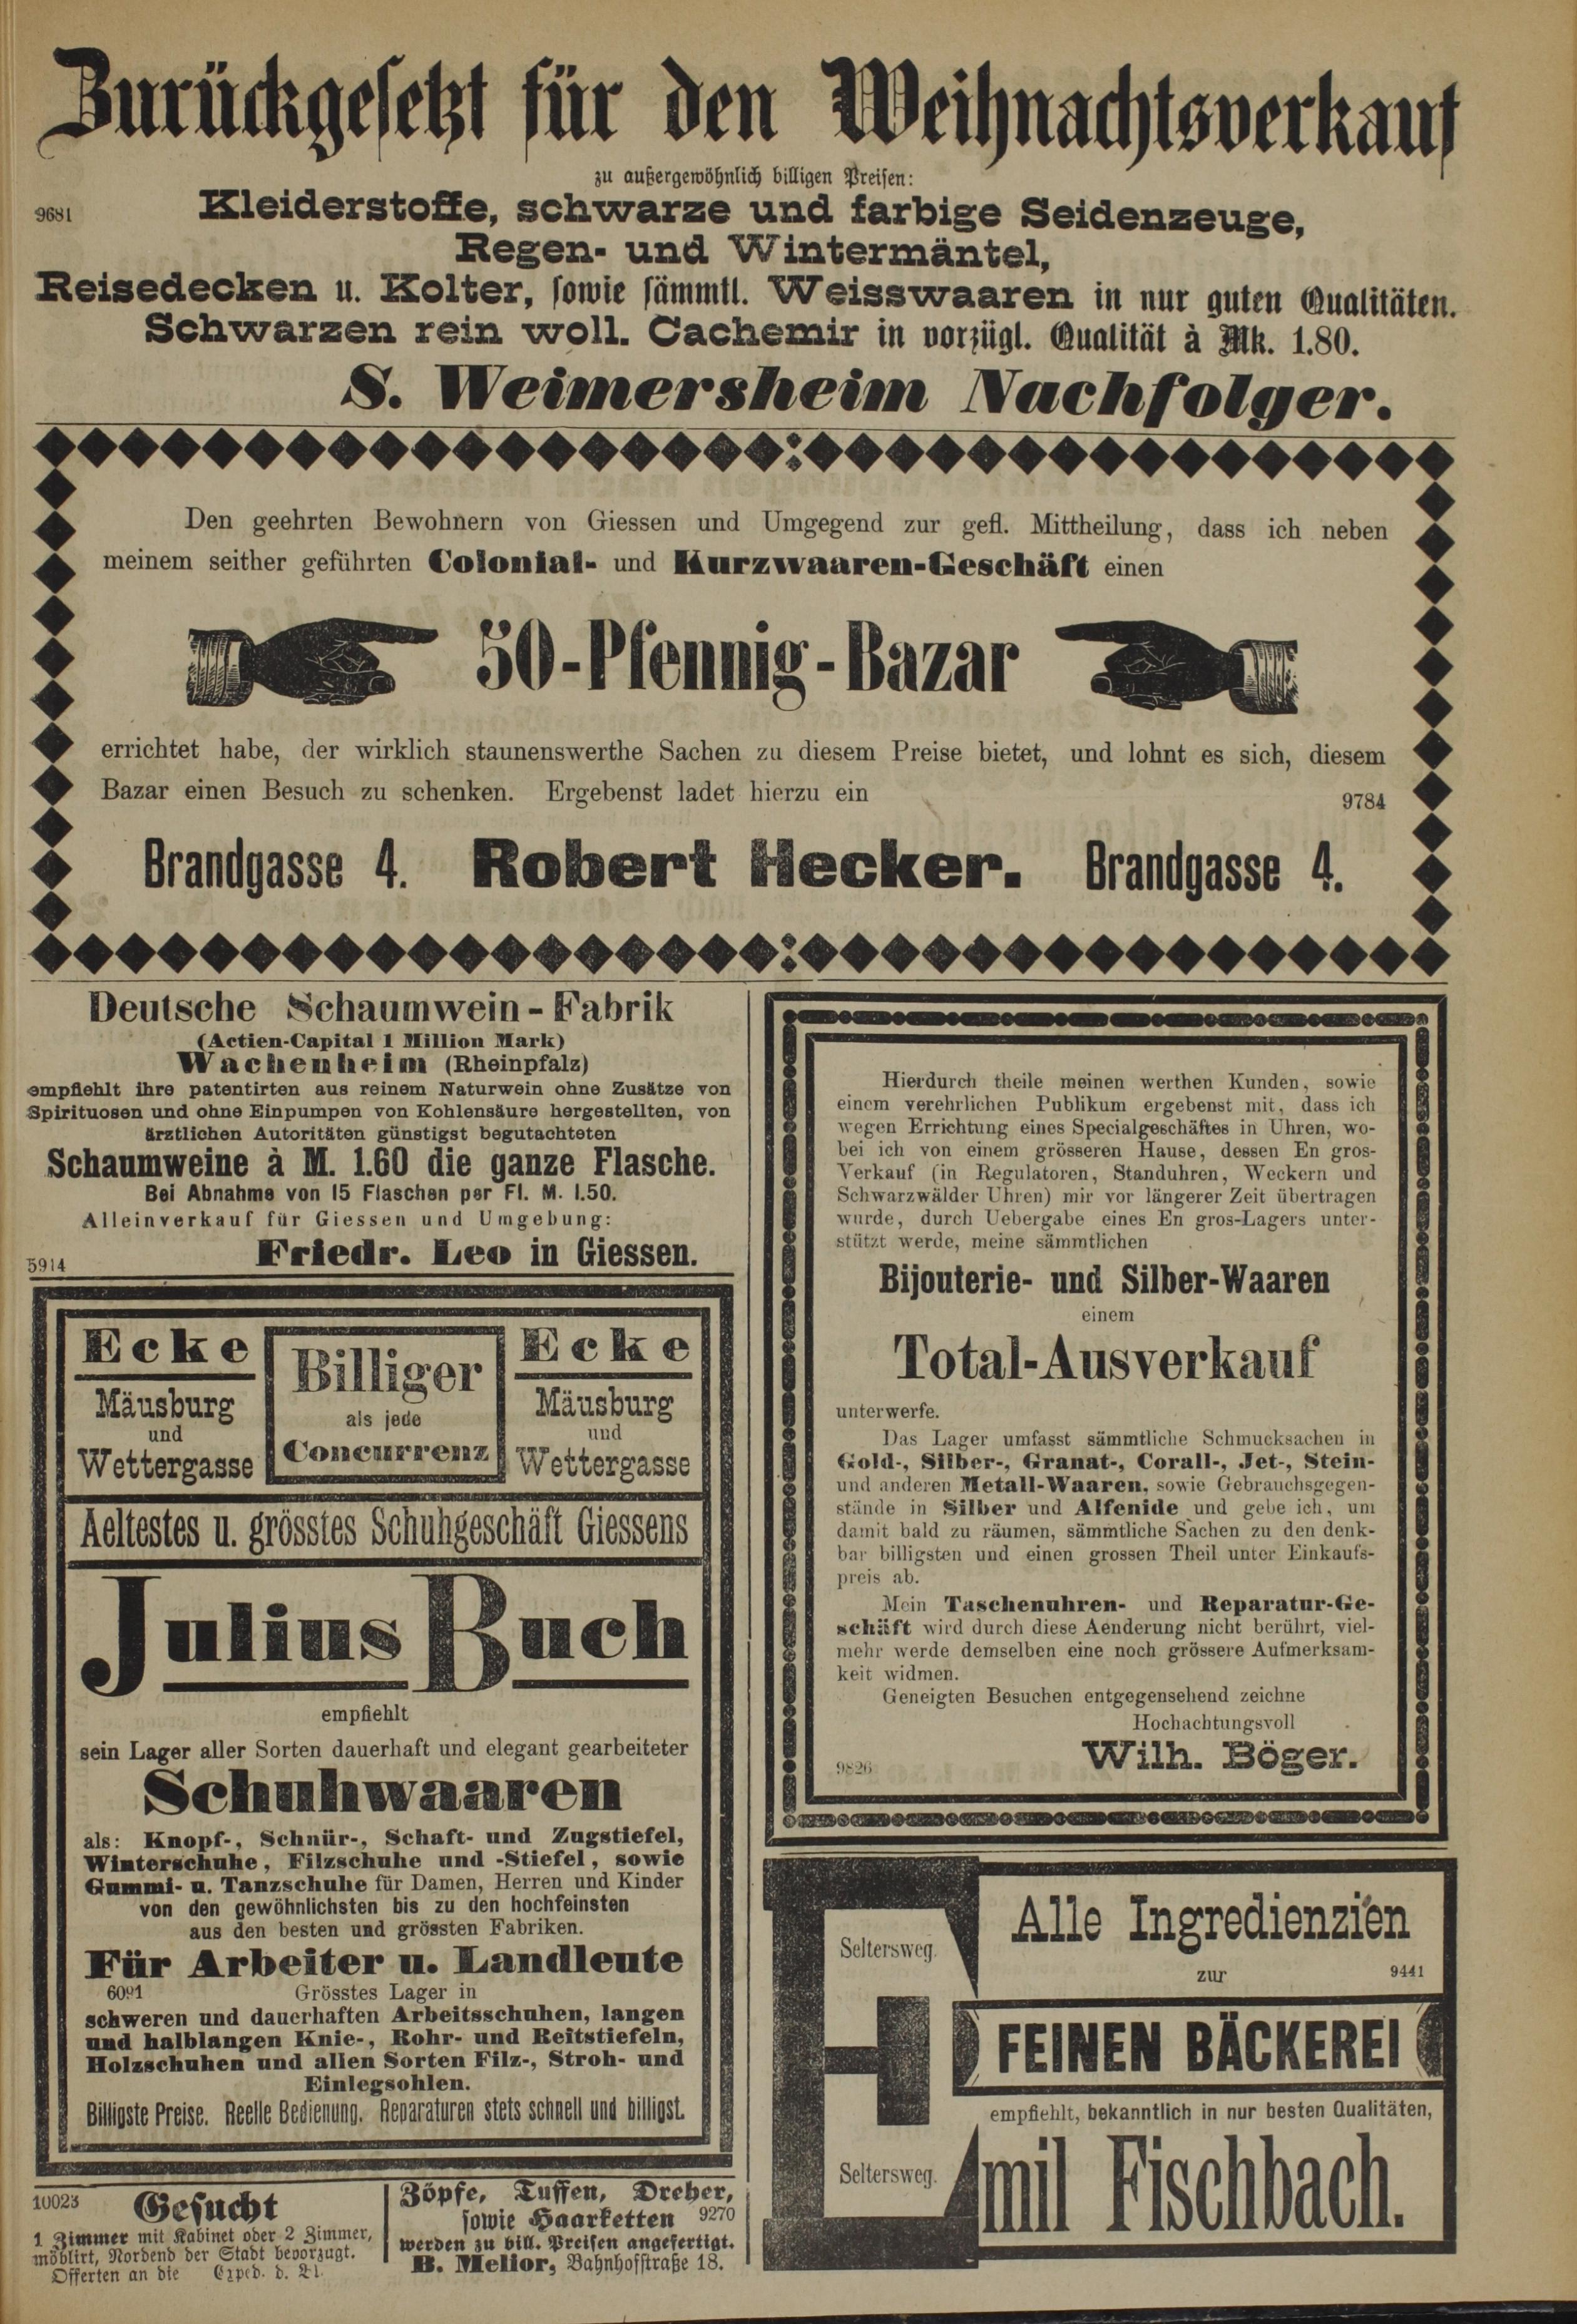 Zurückgesetzt für den Weihnachtsverkauf
zu außergewöhnlich billigen Preisen:
9681
Kleiderstoffe, schwarze und farbige Seidenzeuge,
Regen- und Wintermäntel,
Reisedecken u. Kolter, sowie sämmtl. Weisswaaren in nur guten Qualitäten.
Schwarzen rein woll. Cachemir in vorzügl. Qualität à Mk. 1.80.
S. Weimersheim Nachfolger.
Den geehrten Bewohnern von Giessen und Umgegend zur gefl. Mittheilung, dass ich neben
meinem seither geführten Colonial- und Kurzwaaren-Geschäft einen
50-Pfennig-Bazar
errichtet habe, der wirklich staunenswerthe Sachen zu diesem Preise bietet, und lohnt es sich, diesem
Bazar einen Besuch zu schenken. Ergebenst ladet hierzu ein
9784
Brandgasse 4. Robert Hecker. Brandgasse 4.
Deutsche Schaumwein-Fabrik
(Actien-Capital 1 Million Mark)
Wachenheim (Rheinpfalz)
empfiehlt ihre patentirten aus reinem Naturwein ohne Zusätze von
Spirituosen und ohne Einpumpen von Kohlensäure hergestellten, von
ärztlichen Autoritäten günstigst begutachteten
Schaumweine à M. 1.60 die ganze Flasche.
Bei Abnahme von 15 Flaschen per Fl. M. 1.50.
Alleinverkauf für Giessen und Umgebung:
5914 Friedr. Leo in Giessen.
Ecke
Mäusburg
und
Wettergasse
Billiger
als jede
Concurrenz
Ecke
Mäusburg
und
Wettergasse
Aeltestes u. grösstes Schuhgeschäft Giessens
Julius Buch
empfiehlt
sein Lager aller Sorten dauerhaft und elegant gearbeiteter
Schuhwaaren
als: Knopf-, Schnür-, Schaft- und Zugstiefel,
Winterschuhe, Filzschuhe und -Stiefel, sowie
Gummi- u. Tanzschuhe für Damen, Herren und Kinder
von den gewöhnlichsten bis zu den hochfeinsten
aus den besten und grössten Fabriken.
Für Arbeiter u. Landleute
6091 Grösstes Lager in
schweren und dauerhaften Arbeitsschuhen, langen
und halblangen Knie-, Rohr- und Reitstiefeln,
Holzschuhen und allen Sorten Filz-, Stroh- und
Einlegsohlen.
Billigste Preise. Reelle Bedienung. Reparaturen stets schnell und billigst.
10023 Gesucht
1 Zimmer mit Kabinet oder 2 Zimmer,
möblirt, Nordend der Stadt bevorzugt.
Offerten an die Exped. d. Bl.
Zöpfe, Tuffen, Dreher,
sowie Haarketten 9270
werden zu bill. Preisen angefertigt.
B. Melior, Bahnhofstraße 18.
Hierdurch theile meinen werthen Kunden, sowie
einem verehrlichen Publikum ergebenst mit, dass ich
wegen Errichtung eines Specialgeschäftes in Uhren, wo-
bei ich von einem grösseren Hause, dessen En gros-
Verkauf (in Regulatoren, Standuhren, Weckern und
Schwarzwälder Uhren) mir vor längerer Zeit übertragen
wurde, durch Uebergabe eines En gros-Lagers unter-
stützt werde, meine sämmtlichen
Bijouterie- und Silber-Waaren
einem
Total-Ausverkauf
unterwerfe.
Das Lager umfasst sämmtliche Schmucksachen in
Gold-, Silber-, Granat-, Corall-, Jet-, Stein-
und anderen Metall-Waaren, sowie Gebrauchsgegen-
stände in Silber und Alfenide und gebe ich, um
damit bald zu räumen, sämmtliche Sachen zu den denk-
bar billigsten und einen grossen Theil unter Einkaufs-
preis ab.
Mein Taschenuhren- und Reparatur-Ge-
schäft wird durch diese Aenderung nicht berührt, viel-
mehr werde demselben eine noch grössere Aufmerksam-
keit widmen.
Geneigten Besuchen entgegensehend zeichne
Hochachtungsvoll
9826 Wilh. Böger.
Seltersweg.
Alle Ingredienzien
zur 9441
FEINEN BÄCKEREI
empfiehlt, bekanntlich in nur besten Qualitäten,
Seltersweg.
Emil Fischbach.